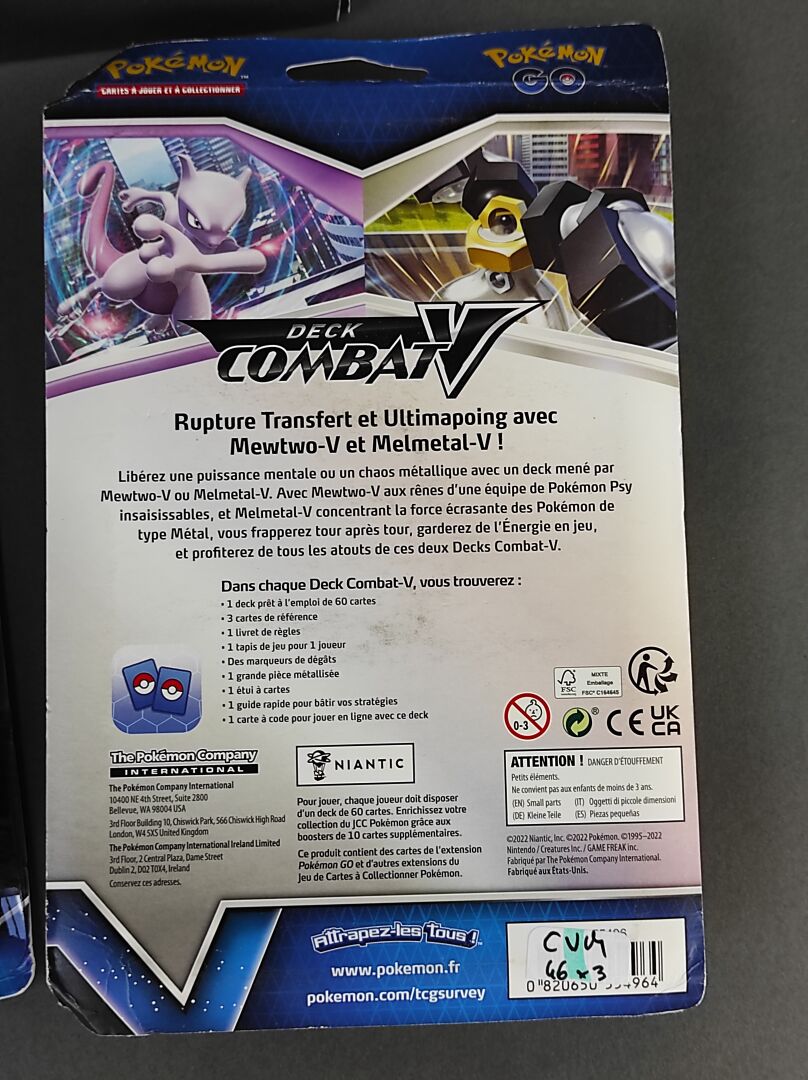 POKéMON
CARTES À JOUER ET À COLLECTIONNER
POKéMON
GO
DECK
COMBAT V
Rupture Transfert et Ultimapoing avec
Mewtwo-V et Melmetal-V !
Libérez une puissance mentale ou un chaos métallique avec un deck mené par
Mewtwo-V ou Melmetal-V. Avec Mewtwo-V aux rênes d'une équipe de Pokémon Psy
insaisissables, et Melmetal-V concentrant la force écrasante des Pokémon de
type Métal, vous frapperez tour après tour, garderez de l'Énergie en jeu,
et profiterez de tous les atouts de ces deux Decks Combat-V.
Dans chaque Deck Combat-V, vous trouverez :
• 1 deck prêt à l'emploi de 60 cartes
• 3 cartes de référence
• 1 livret de règles
• 1 tapis de jeu pour 1 joueur
• Des marqueurs de dégâts
• 1 grande pièce métallisée
• 1 étui à cartes
• 1 guide rapide pour bâtir vos stratégies
• 1 carte à code pour jouer en ligne avec ce deck
FSC
MIXTE
Emballage
FSC® C164645
0-3
®
CE
UK
CA
The Pokémon Company
INTERNATIONAL
The Pokémon Company International
10400 NE 4th Street, Suite 2800
Bellevue, WA 98004 USA
3rd Floor Building 10, Chiswick Park, 566 Chiswick High Road
London, W4 5XS United Kingdom
The Pokémon Company International Ireland Limited
3rd Floor, 2 Central Plaza, Dame Street
Dublin 2, D02 T0X4, Ireland
Conservez ces adresses.
NIANTIC
Pour jouer, chaque joueur doit disposer
d'un deck de 60 cartes. Enrichissez votre
collection du JCC Pokémon grâce aux
boosters de 10 cartes supplémentaires.
Ce produit contient des cartes de l'extension
Pokémon GO et d'autres extensions du
Jeu de Cartes à Collectionner Pokémon.
ATTENTION ! DANGER D'ÉTOUFFEMENT
Petits éléments.
Ne convient pas aux enfants de moins de 3 ans.
(EN) Small parts (IT) Oggetti di piccole dimensioni
(DE) Kleine Teile (ES) Piezas pequeñas
©2022 Niantic, Inc. ©2022 Pokémon. ©1995–2022
Nintendo / Creatures Inc. / GAME FREAK inc.
Fabriqué par The Pokémon Company International.
Fabriqué aux États-Unis.
Attrapez-les Tous !™
www.pokemon.fr
pokemon.com/tcgsurvey
46 x 3